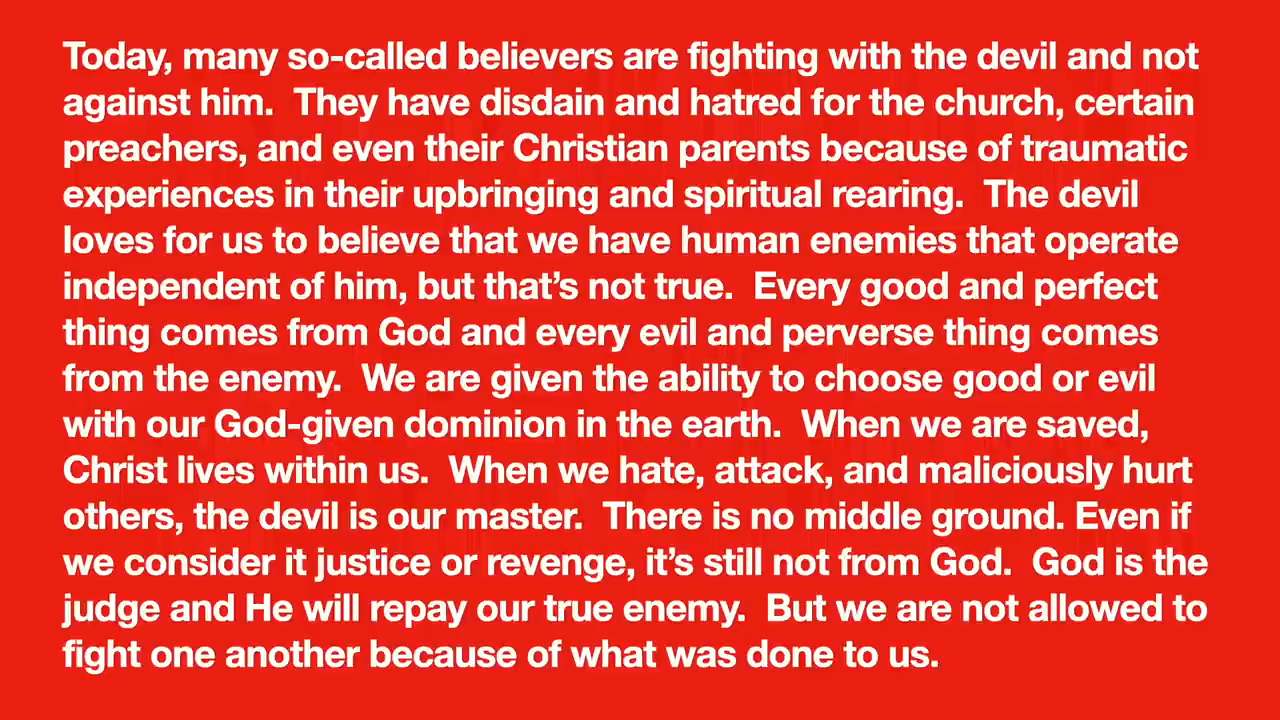 Today, many so-called believers are fighting with the devil and not
against him.  They have disdain and hatred for the church, certain
preachers, and even their Christian parents because of traumatic
experiences in their upbringing and spiritual rearing.  The devil
loves for us to believe that we have human enemies that operate
independent of him, but that’s not true.  Every good and perfect
thing comes from God and every evil and perverse thing comes
from the enemy.  We are given the ability to choose good or evil
with our God-given dominion in the earth.  When we are saved,
Christ lives within us.  When we hate, attack, and maliciously hurt
others, the devil is our master.  There is no middle ground. Even if
we consider it justice or revenge, it’s still not from God.  God is the
judge and He will repay our true enemy.  But we are not allowed to
fight one another because of what was done to us.